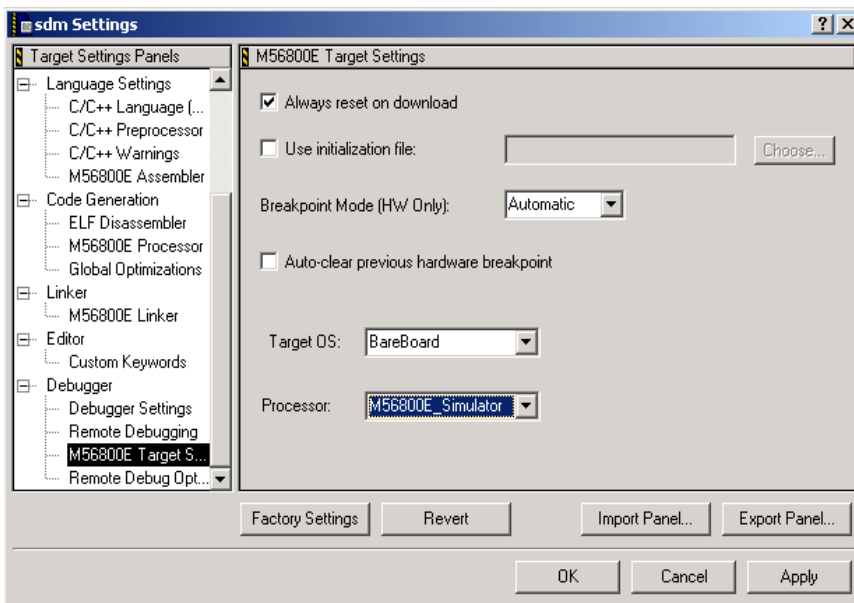 sdm Settings
Target Settings Panels
Language Settings
C/C++ Language (...
C/C++ Preprocessor
C/C++ Warnings
M56800E Assembler
Code Generation
ELF Disassembler
M56800E Processor
Global Optimizations
Linker
M56800E Linker
Editor
Custom Keywords
Debugger
Debugger Settings
Remote Debugging
M56800E Target S...
Remote Debug Opt...
M56800E Target Settings
Always reset on download
Use initialization file: Choose...
Breakpoint Mode (HW Only): Automatic
Auto-clear previous hardware breakpoint
Target OS: BareBoard
Processor: M56800E_Simulator
Factory Settings Revert Import Panel... Export Panel...
OK Cancel Apply